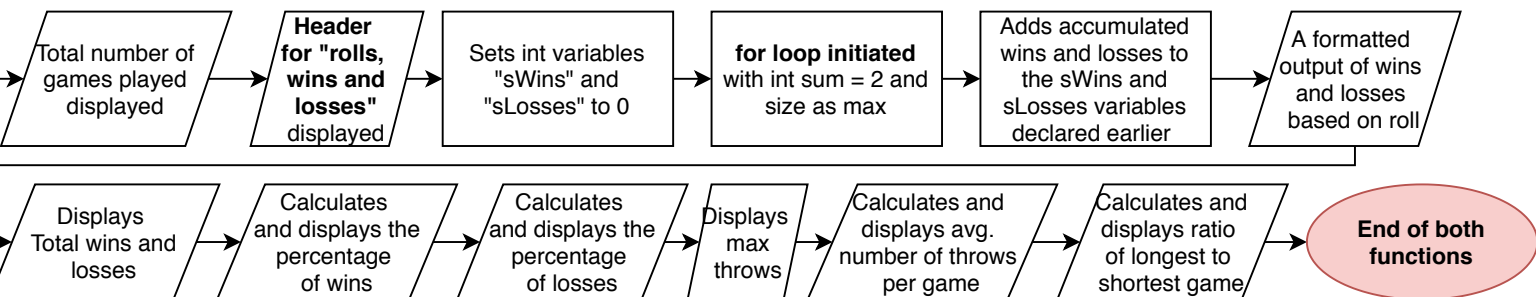 Total number of
games played
displayed
Header
for "rolls,
wins and
losses"
displayed
Sets int variables
"sWins" and
"sLosses" to 0
for loop initiated
with int sum = 2 and
size as max
Adds accumulated
wins and losses to
the sWins and
sLosses variables
declared earlier
A formatted
output of wins
and losses
based on roll
Displays
Total wins and
losses
Calculates
and displays the
percentage
of wins
Calculates
and displays the
percentage
of losses
Displays
max
throws
Calculates and
displays avg.
number of throws
per game
Calculates and
displays ratio
of longest to
shortest game
End of both
functions